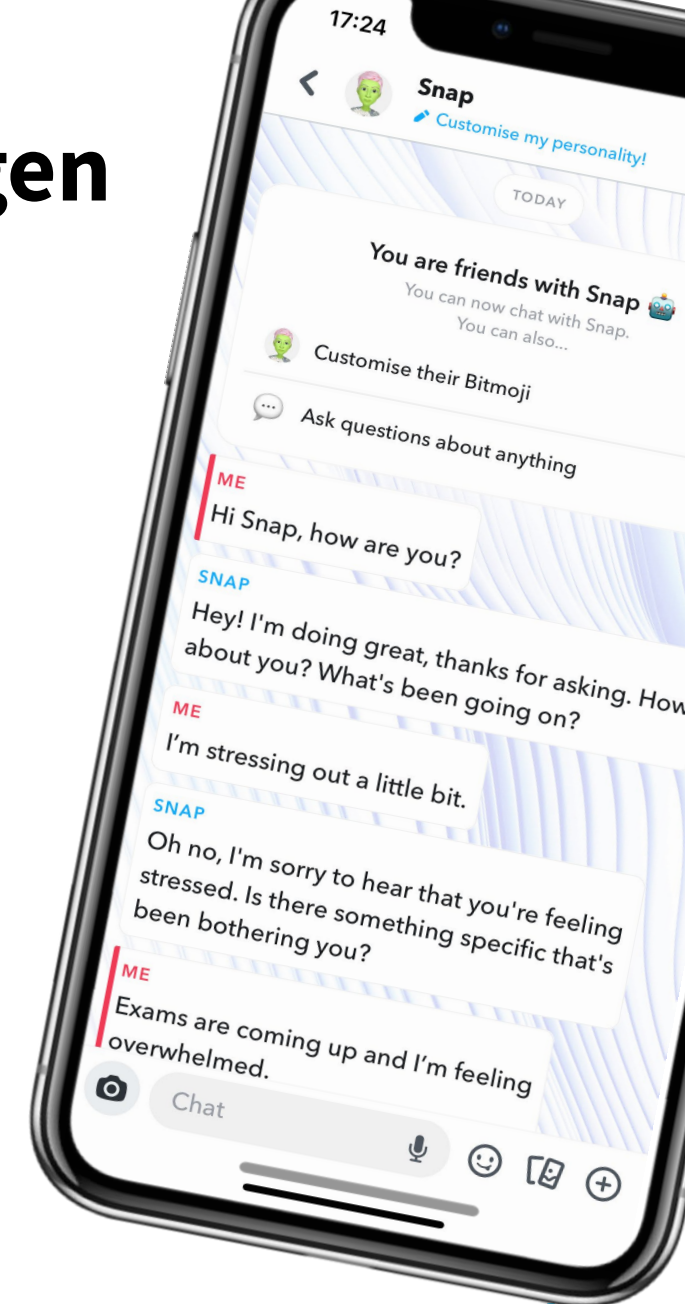 gen
17:24
Snap
Customise my personality!
TODAY
You are friends with Snap 🤖
You can now chat with Snap.
You can also...
Customise their Bitmoji
Ask questions about anything
ME
Hi Snap, how are you?
SNAP
Hey! I'm doing great, thanks for asking. How
about you? What's been going on?
ME
I'm stressing out a little bit.
SNAP
Oh no, I'm sorry to hear that you're feeling
stressed. Is there something specific that's
been bothering you?
ME
Exams are coming up and I'm feeling
overwhelmed.
Chat